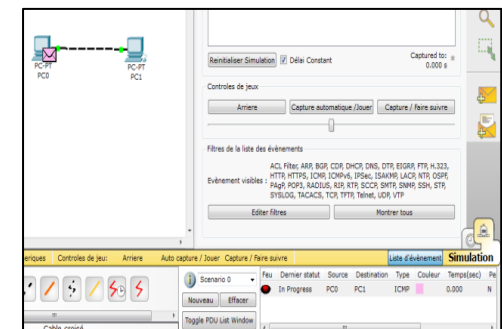 PC-PT
PC0
PC-PT
PC1
Reinitialiser Simulation
Délai Constant
Captured to:
0.000 s
Controles de jeux
Arriere
Capture automatique /Jouer
Capture / Faire suivre
Filtres de la liste des évènements
Evènement visibles :
ACL Filter, ARP, BGP, CDP, DHCP, DNS, DTP, EIGRP, FTP, H.323,
HTTP, HTTPS, ICMP, ICMPv6, IPSec, ISAKMP, LACP, NTP, OSPF,
PAgP, POP3, RADIUS, RIP, RTP, SCCP, SMTP, SNMP, SSH, STP,
SYSLOG, TACACS, TCP, TFTP, Telnet, UDP, VTP
Editer filtres
Montrer tous
eriques Controles de jeu: Arriere Auto capture / Jouer Capture / Faire suivre Liste d'évènement Simulation
Scenario 0
Nouveau Effacer
Toggle PDU List Window
Feu Dernier statut Source Destination Type Couleur Temps(sec) Pe
In Progress PC0 PC1 ICMP 0.000 N
Cable croisé